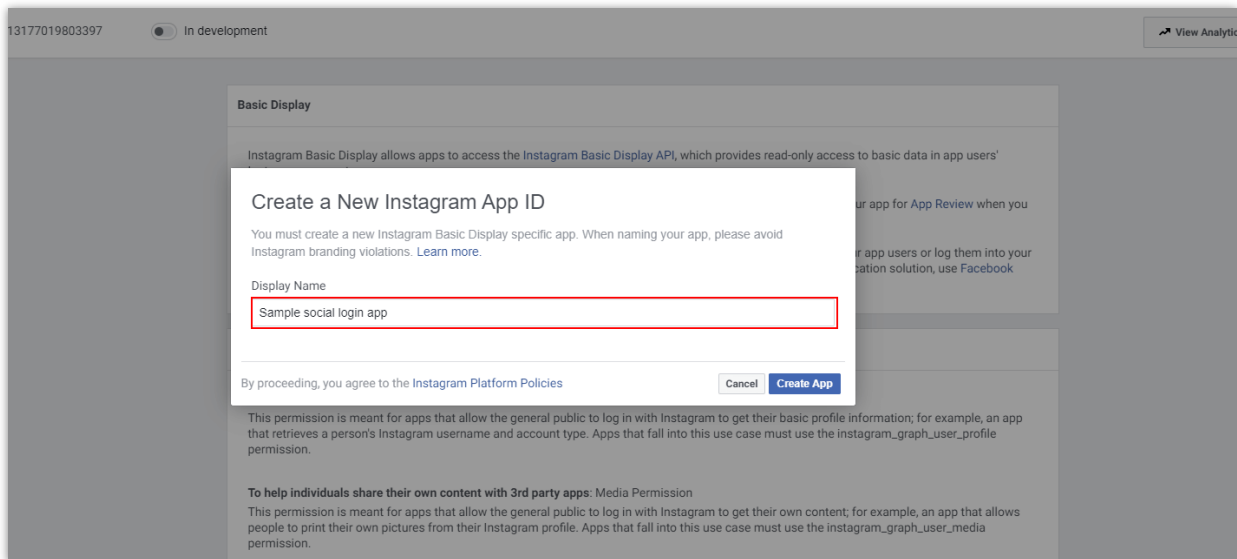 13177019803397
In development
View Analytic
Basic Display
Instagram Basic Display allows apps to access the Instagram Basic Display API, which provides read-only access to basic data in app users'
ur app for App Review when you
r app users or log them into your
cation solution, use Facebook
Create a New Instagram App ID
You must create a new Instagram Basic Display specific app. When naming your app, please avoid
Instagram branding violations. Learn more.
Display Name
Sample social login app
By proceeding, you agree to the Instagram Platform Policies
Cancel
Create App
This permission is meant for apps that allow the general public to log in with Instagram to get their basic profile information; for example, an app
that retrieves a person's Instagram username and account type. Apps that fall into this use case must use the instagram_graph_user_profile
permission.
To help individuals share their own content with 3rd party apps: Media Permission
This permission is meant for apps that allow the general public to log in with Instagram to get their own content; for example, an app that allows
people to print their own pictures from their Instagram profile. Apps that fall into this use case must use the instagram_graph_user_media
permission.